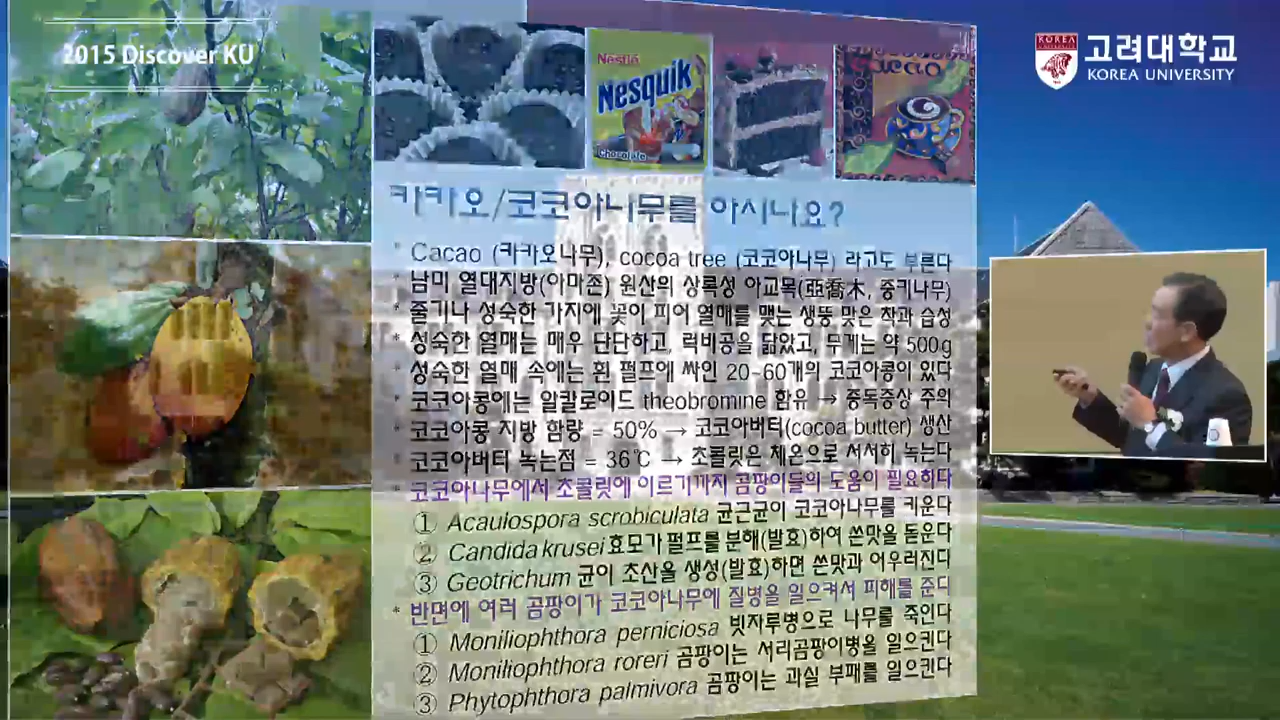 2015 Discover KU
KOREA
고려대학교
KOREA UNIVERSITY
Nestle
Nesquik
Chocolate
cacao
카카오/코코아나무를 아시나요?
* Cacao (카카오나무), cocoa tree (코코아나무) 라고도 부른다
* 남미 열대지방(아마존) 원산의 상록성 아교목(亞喬木, 중키나무)
* 줄기나 성숙한 가지에 꽃이 피어 열매를 맺는 생뚱 맞은 착과 습성
* 성숙한 열매는 매우 단단하고, 럭비공을 닮았고, 무게는 약 500g
* 성숙한 열매 속에는 흰 펄프에 싸인 20-60개의 코코아콩이 있다
* 코코아콩에는 알칼로이드 theobromine 함유 → 중독증상 주의
* 코코아콩 지방 함량 = 50% → 코코아버터(cocoa butter) 생산
* 코코아버터 녹는점 = 36℃ → 초콜릿은 체온으로 서서히 녹는다
* 코코아나무에서 초콜릿에 이르기까지 곰팡이들의 도움이 필요하다
① Acaulospora scrobiculata 균근균이 코코아나무를 키운다
② Candida krusei 효모가 펄프를 분해(발효)하여 쓴맛을 돋운다
③ Geotrichum 균이 초산을 생성(발효)하면 쓴맛과 어우러진다
* 반면에 여러 곰팡이가 코코아나무에 질병을 일으켜서 피해를 준다
① Moniliophthora perniciosa 빗자루병으로 나무를 죽인다
② Moniliophthora roreri 곰팡이는 서리곰팡이병을 일으킨다
③ Phytophthora palmivora 곰팡이는 과실 부패를 일으킨다